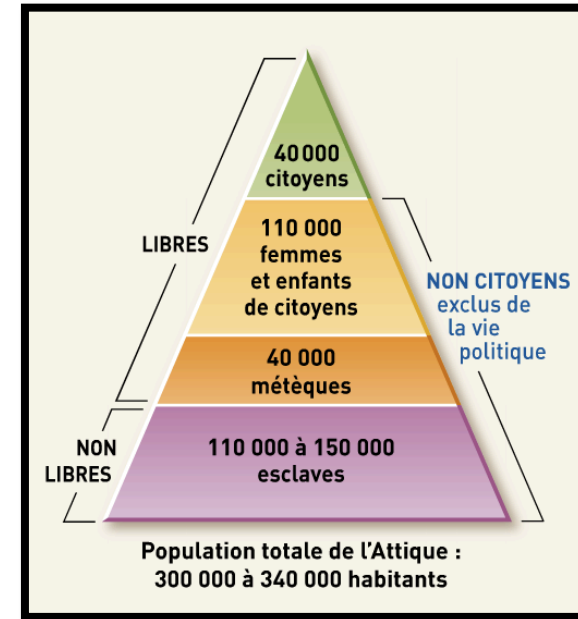 40 000
citoyens
110 000
femmes
et enfants
de citoyens
LIBRES
NON CITOYENS
exclus de
la vie
politique
40 000
métèques
NON
LIBRES
110 000 à 150 000
esclaves
Population totale de l'Attique :
300 000 à 340 000 habitants